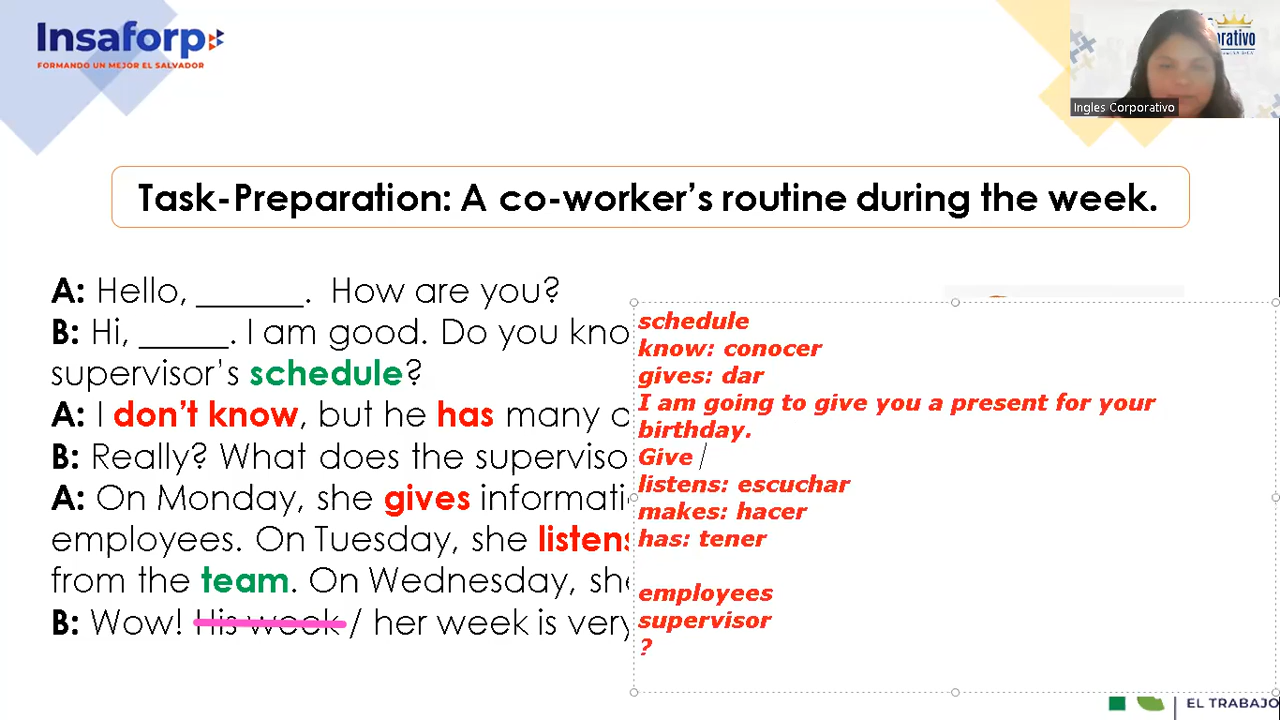 Insaforp
FORMANDO UN MEJOR EL SALVADOR
rativo
Ingles Corporativo
Task-Preparation: A co-worker's routine during the week.
A: Hello, ______. How are you?
B: Hi, _____. I am good. Do you kno
supervisor's schedule?
A: I don't know, but he has many
B: Really? What does the superviso
A: On Monday, she gives informati
employees. On Tuesday, she listens
from the team. On Wednesday, she
B: Wow! His week / her week is very
schedule
know: conocer
gives: dar
I am going to give you a present for your
birthday.
Give /
listens: escuchar
makes: hacer
has: tener
employees
supervisor
?
EL TRABAJO